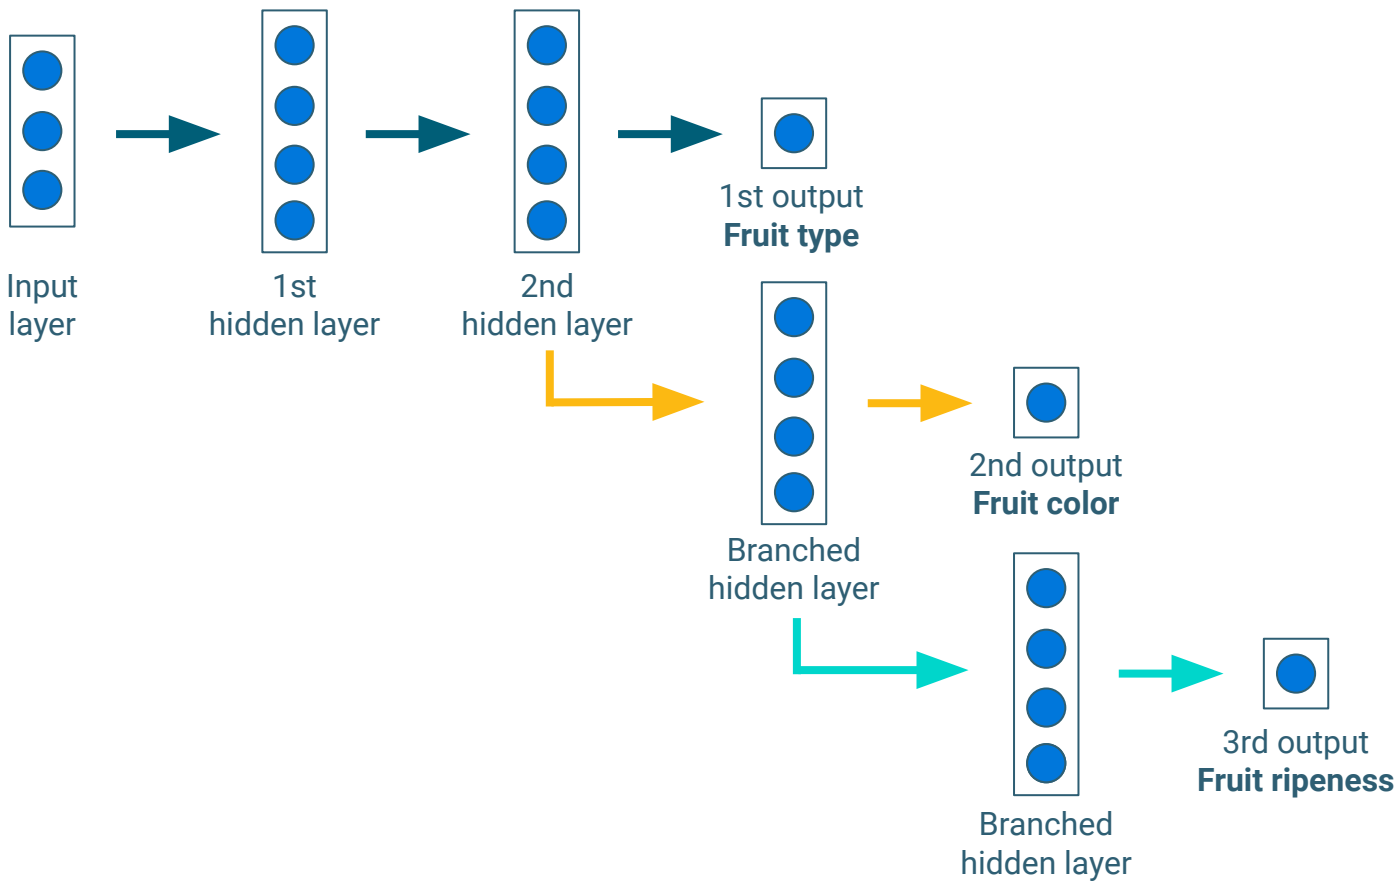 Input
layer
1st
hidden layer
2nd
hidden layer
1st output
Fruit type
Branched
hidden layer
2nd output
Fruit color
Branched
hidden layer
3rd output
Fruit ripeness